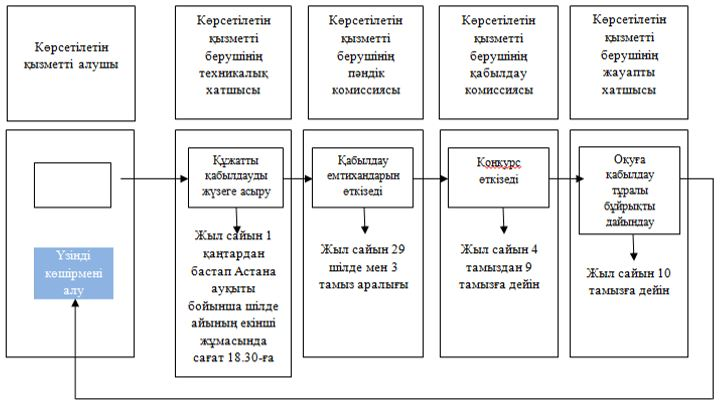 Көрсетілетін
қызметті алушы
Көрсетілетін
қызметті
берушінің
техникалық
хатшысы
Көрсетілетін
қызметті
берушінің
пәндік
комиссиясы
Көрсетілетін
қызметті
берушінің
қабылдау
комиссиясы
Көрсетілетін
қызметті
берушінің
жауапты
хатшысы
Құжатты
қабылдауды
жүзеге асыру
Қабылдау
емтихандарын
өткізеді
Конкурс
өткізеді
Оқуға
қабылдау
тұралы
бұйрықты
дайындау
Үзінді
көшірмені
алу
Жыл сайын 1
қаңтардан
бастап Астана
ауқыты
бойынша шілде
айының екінші
жұмасында
сағат 18.30-ға
Жыл сайын 29
шілде мен 3
тамыз аралығы
Жыл сайын 4
тамыздан 9
тамызға дейін
Жыл сайын 10
тамызға дейін